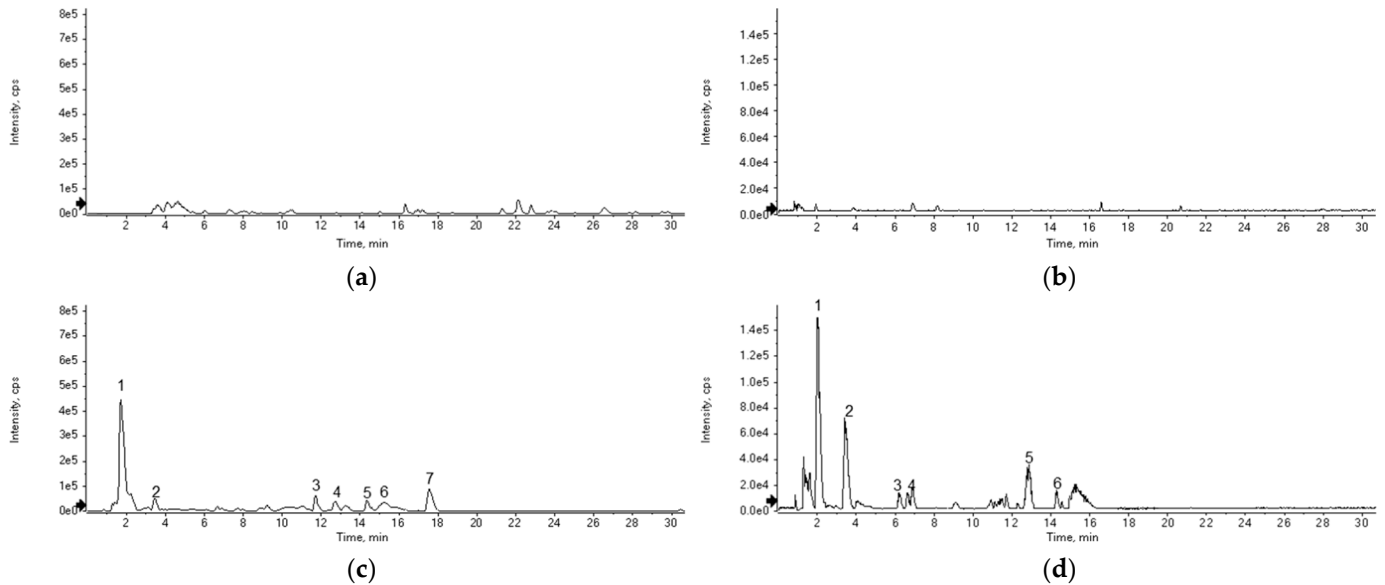 8e5
7e5
6e5
5e5
4e5
3e5
2e5
1e5
0e0
Intensity, cps
2 4 6 8 10 12 14 16 18 20 22 24 26 28 30
Time, min
(a)
1.4e5
1.2e5
1.0e5
8.0e4
6.0e4
4.0e4
2.0e4
0.0e0
Intensity, cps
2 4 6 8 10 12 14 16 18 20 22 24 26 28 30
Time, min
(b)
8e5
7e5
6e5
5e5
4e5
3e5
2e5
1e5
0e0
Intensity, cps
1
2
3
4
5
6
7
2 4 6 8 10 12 14 16 18 20 22 24 26 28 30
Time, min
(c)
1.4e5
1.2e5
1.0e5
8.0e4
6.0e4
4.0e4
2.0e4
0.0e0
Intensity, cps
1
2
3
4
5
6
2 4 6 8 10 12 14 16 18 20 22 24 26 28 30
Time, min
(d)